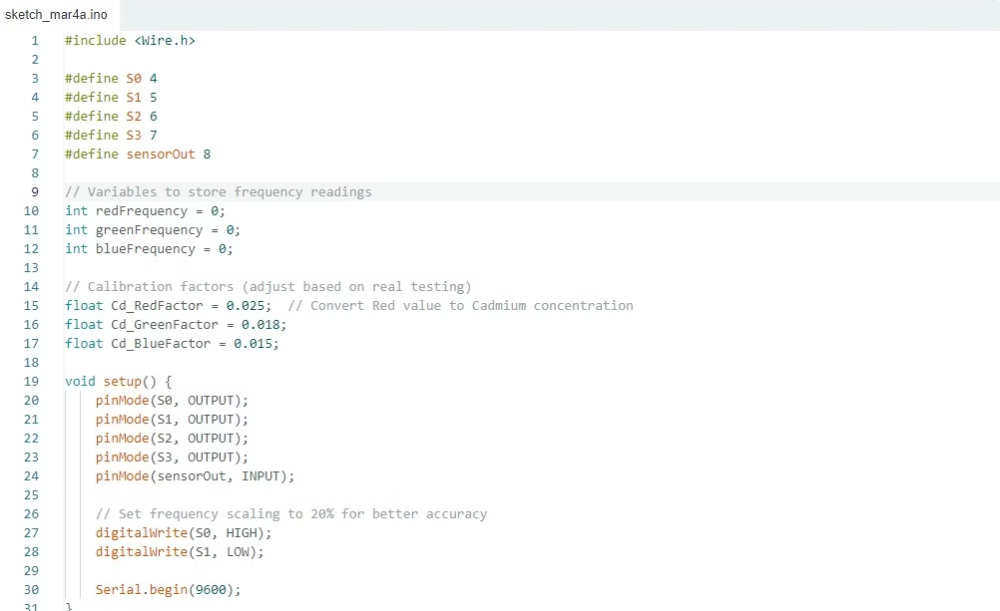 sketch_mar4a.ino
1 #include <Wire.h>
2
3 #define S0 4
4 #define S1 5
5 #define S2 6
6 #define S3 7
7 #define sensorOut 8
8
9 // Variables to store frequency readings
10 int redFrequency = 0;
11 int greenFrequency = 0;
12 int blueFrequency = 0;
13
14 // Calibration factors (adjust based on real testing)
15 float Cd_RedFactor = 0.025;  // Convert Red value to Cadmium concentration
16 float Cd_GreenFactor = 0.018;
17 float Cd_BlueFactor = 0.015;
18
19 void setup() {
20     pinMode(S0, OUTPUT);
21     pinMode(S1, OUTPUT);
22     pinMode(S2, OUTPUT);
23     pinMode(S3, OUTPUT);
24     pinMode(sensorOut, INPUT);
25
26     // Set frequency scaling to 20% for better accuracy
27     digitalWrite(S0, HIGH);
28     digitalWrite(S1, LOW);
29
30     Serial.begin(9600);
31 }